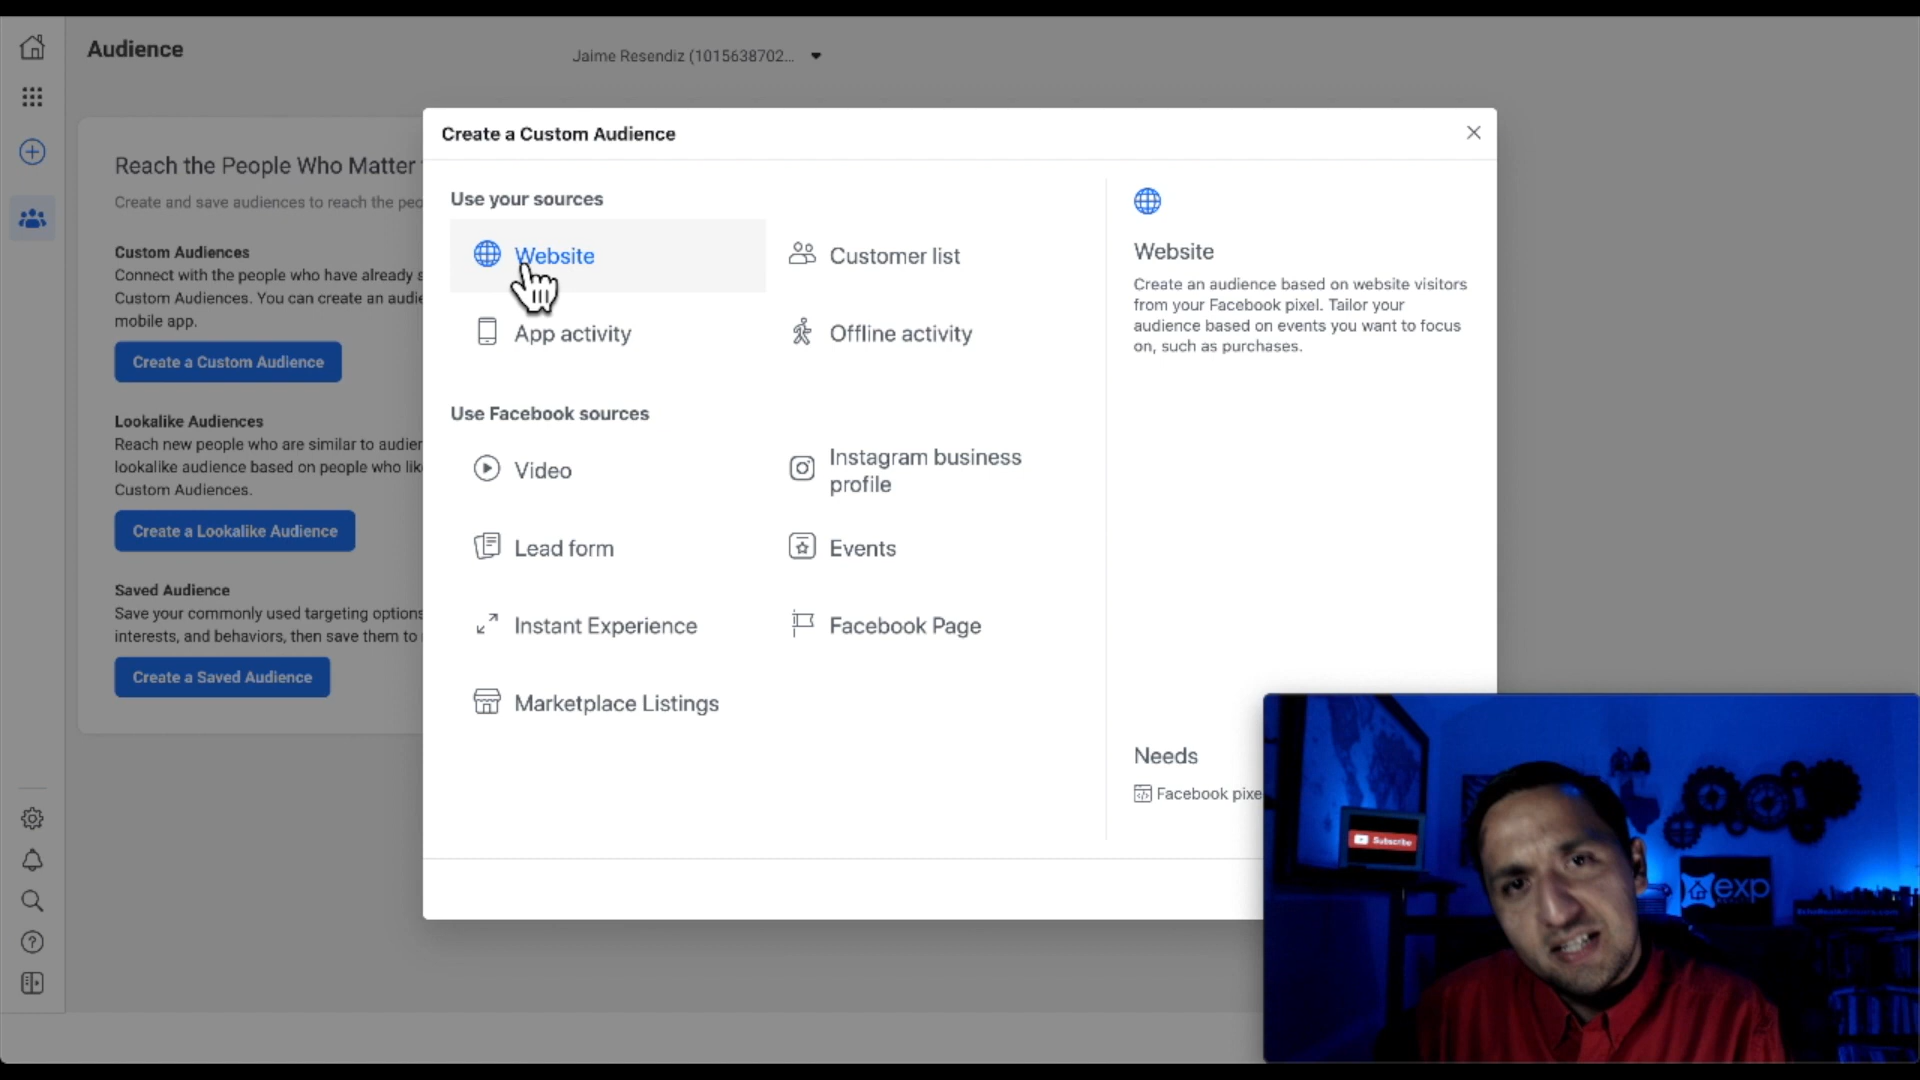 Audience
Jaime Resendiz (1015638702...
Reach the People Who Matter
Create and save audiences to reach the peo
Custom Audiences
Connect with the people who have already s
Custom Audiences. You can create an audie
mobile app.
Create a Custom Audience
Lookalike Audiences
Reach new people who are similar to audier
lookalike audience based on people who lik
Custom Audiences.
Create a Lookalike Audience
Saved Audience
Save your commonly used targeting options
interests, and behaviors, then save them to
Create a Saved Audience
Create a Custom Audience
Use your sources
Website
Customer list
App activity
Offline activity
Use Facebook sources
Video
Instagram business
profile
Lead form
Events
Instant Experience
Facebook Page
Marketplace Listings
Website
Create an audience based on website visitors
from your Facebook pixel. Tailor your
audience based on events you want to focus
on, such as purchases.
Needs
Facebook pixe
Subscribe
exp